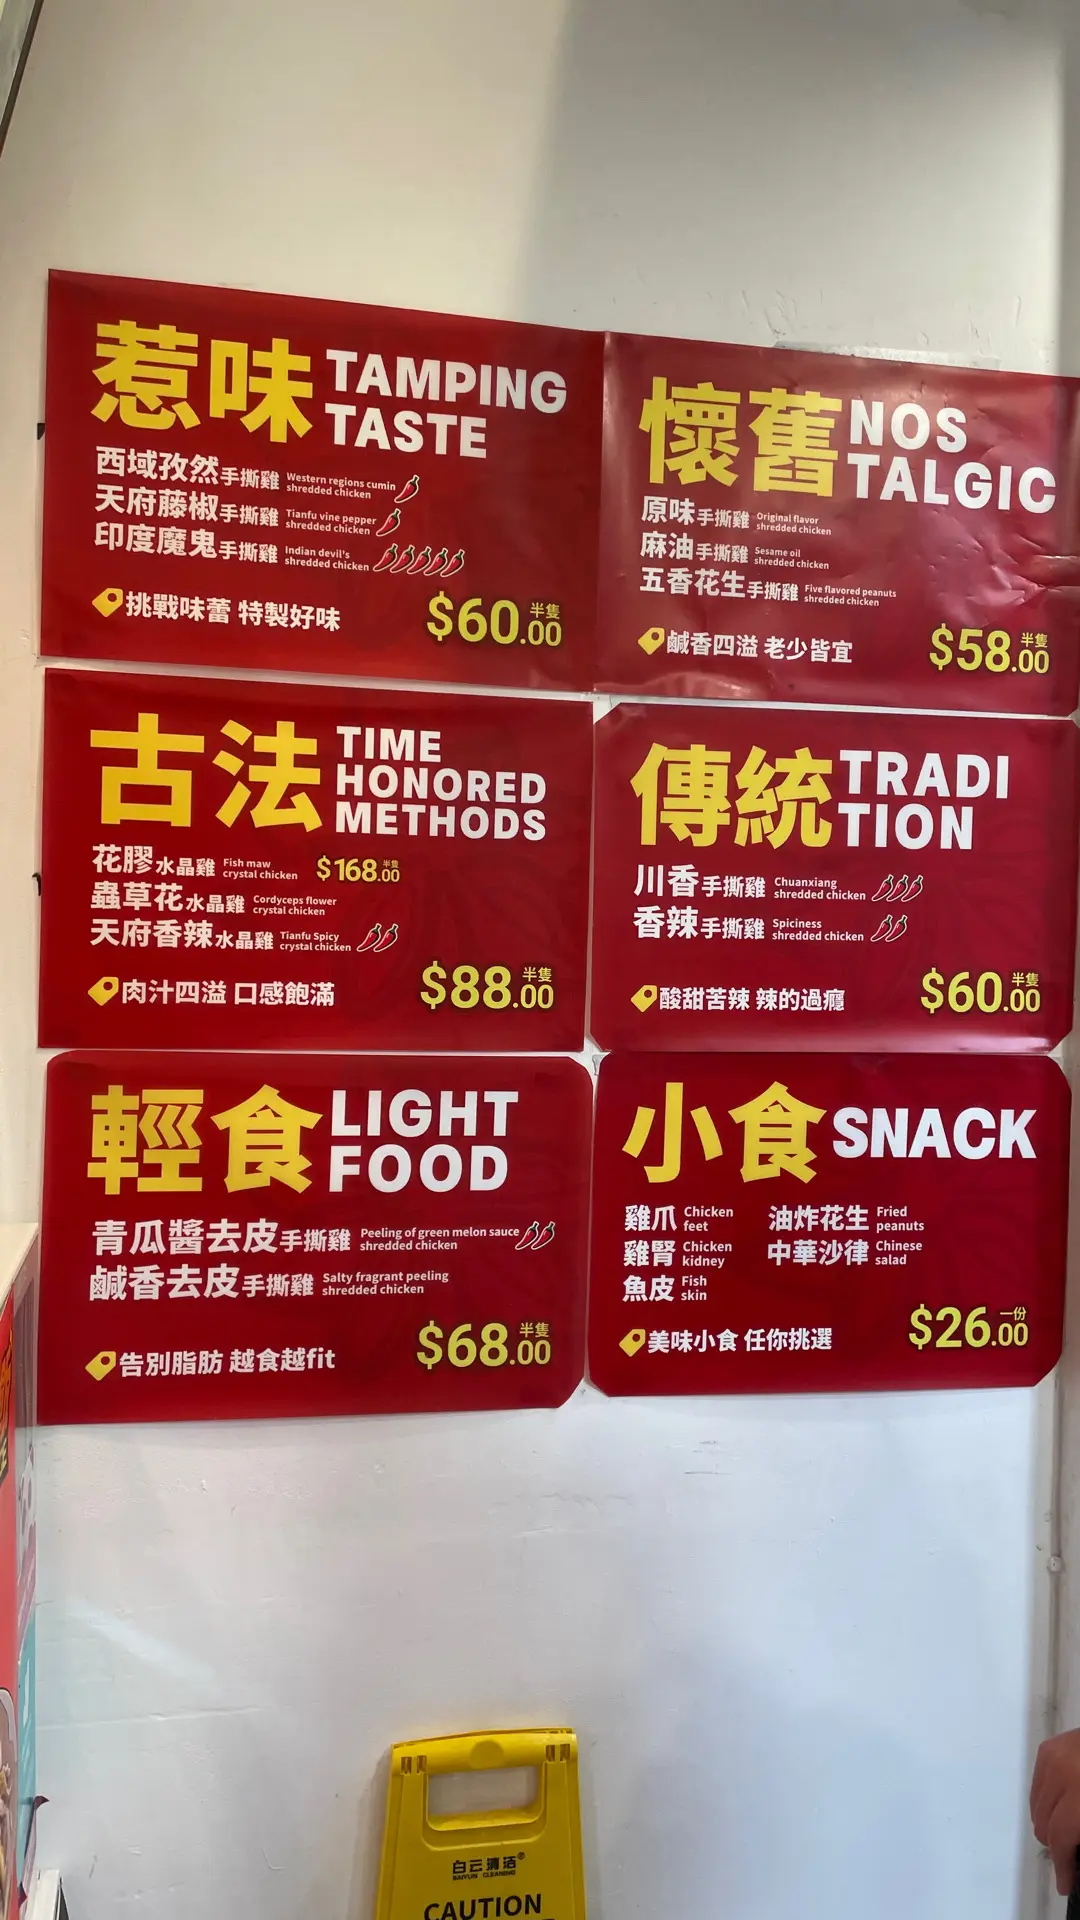 惹味 TAMPING TASTE
西域孜然手撕雞 Western regions cumin shredded chicken
天府藤椒手撕雞 Tianfu vine pepper shredded chicken
印度魔鬼手撕雞 Indian devil's shredded chicken
挑戰味蕾 特製好味
$60.00 半隻
懷舊 NOS TALGIC
原味手撕雞 Original flavor shredded chicken
麻油手撕雞 Sesame oil shredded chicken
五香花生手撕雞 Five flavored peanuts shredded chicken
鹹香四溢 老少皆宜
$58.00 半隻
古法 TIME HONORED METHODS
花膠水晶雞 Fish maw crystal chicken $168.00 半隻
蟲草花水晶雞 Cordyceps flower crystal chicken
天府香辣水晶雞 Tianfu Spicy crystal chicken
肉汁四溢 口感飽滿
$88.00 半隻
傳統 TRADI TION
川香手撕雞 Chuanxiang shredded chicken
香辣手撕雞 Spiciness shredded chicken
酸甜苦辣 辣的過癮
$60.00 半隻
輕食 LIGHT FOOD
青瓜醬去皮手撕雞 Peeling of green melon sauce shredded chicken
鹹香去皮手撕雞 Salty fragrant peeling shredded chicken
告別脂肪 越食越fit
$68.00 半隻
小食 SNACK
雞爪 Chicken feet 油炸花生 Fried peanuts
雞腎 Chicken kidney 中華沙律 Chinese salad
魚皮 Fish skin
美味小食 任你挑選
$26.00 一份
白云清洁®
BAIYUN CLEANING
CAUTION